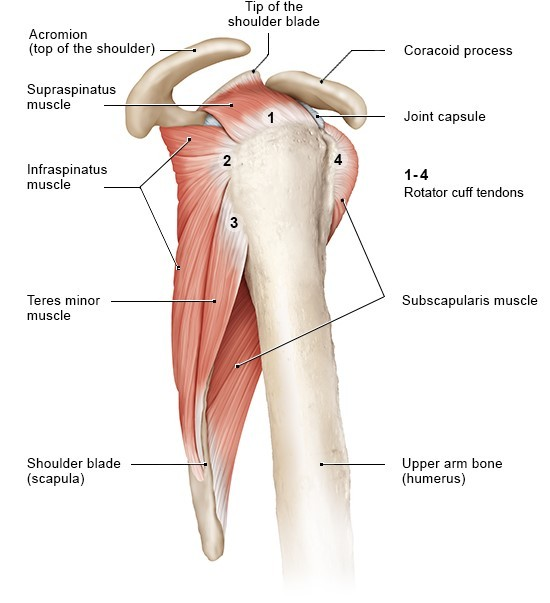 Tip of the
shoulder blade
Acromion
(top of the shoulder)
Coracoid process
Supraspinatus
muscle
1
Joint capsule
2
4
Infraspinatus
muscle
1-4
Rotator cuff tendons
3
Teres minor
muscle
Subscapularis muscle
Shoulder blade
(scapula)
Upper arm bone
(humerus)